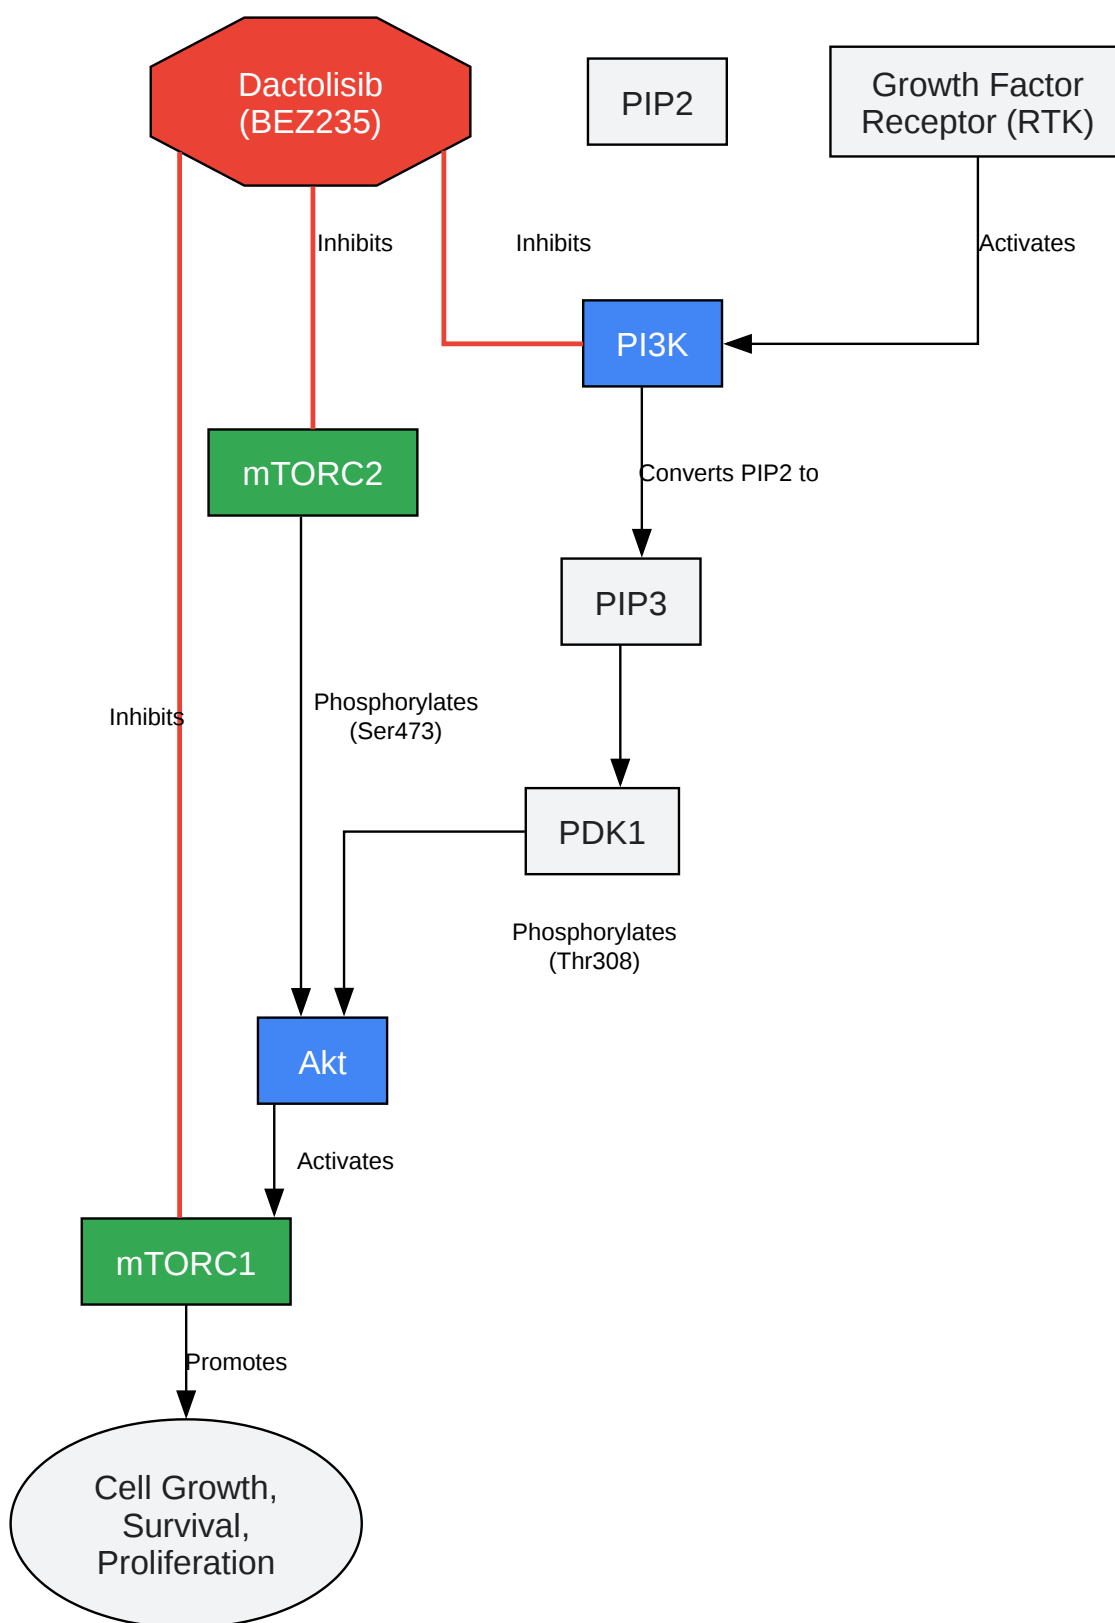 Dactolisib
(BEZ235)
PIP2
Growth Factor
Receptor (RTK)
Inhibits
Inhibits
Activates
PI3K
mTORC2
Converts PIP2 to
PIP3
Phosphorylates
(Ser473)
Inhibits
PDK1
Phosphorylates
(Thr308)
Akt
Activates
mTORC1
Promotes
Cell Growth,
Survival,
Proliferation